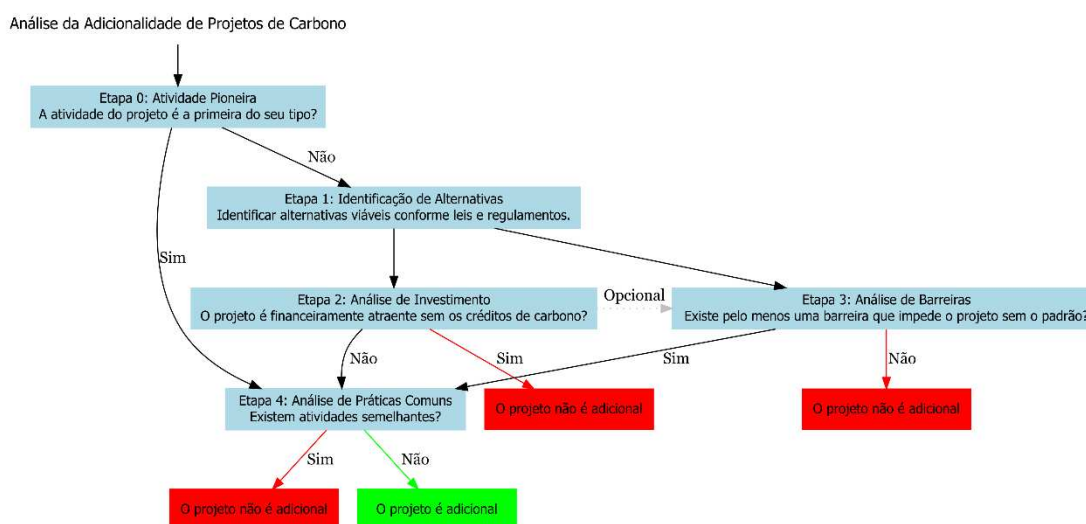 Análise da Adicionalidade de Projetos de Carbono
Etapa 0: Atividade Pioneira
A atividade do projeto é a primeira do seu tipo?
Não
Etapa 1: Identificação de Alternativas
Identificar alternativas viáveis conforme leis e regulamentos.
Sim
Etapa 2: Análise de Investimento
O projeto é financeiramente atraente sem os créditos de carbono?
Opcional
Etapa 3: Análise de Barreiras
Existe pelo menos uma barreira que impede o projeto sem o padrão?
Não
Sim
Sim
Não
Etapa 4: Análise de Práticas Comuns
Existem atividades semelhantes?
O projeto não é adicional
O projeto não é adicional
Sim
Não
O projeto não é adicional
O projeto é adicional